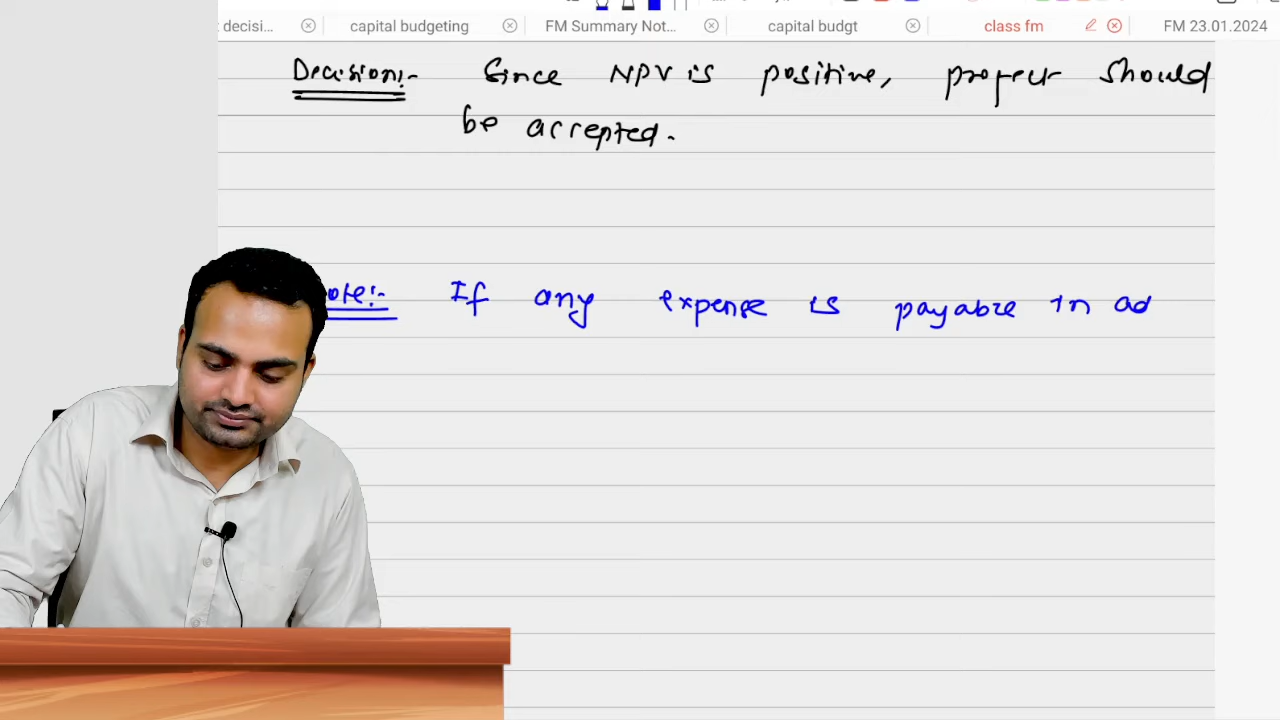 decisi... capital budgeting FM Summary Not... capital budgt class fm FM 23.01.2024
Decision:- Since NPV is positive, project should
be accepted.
ote:- If any expense is payable in ad